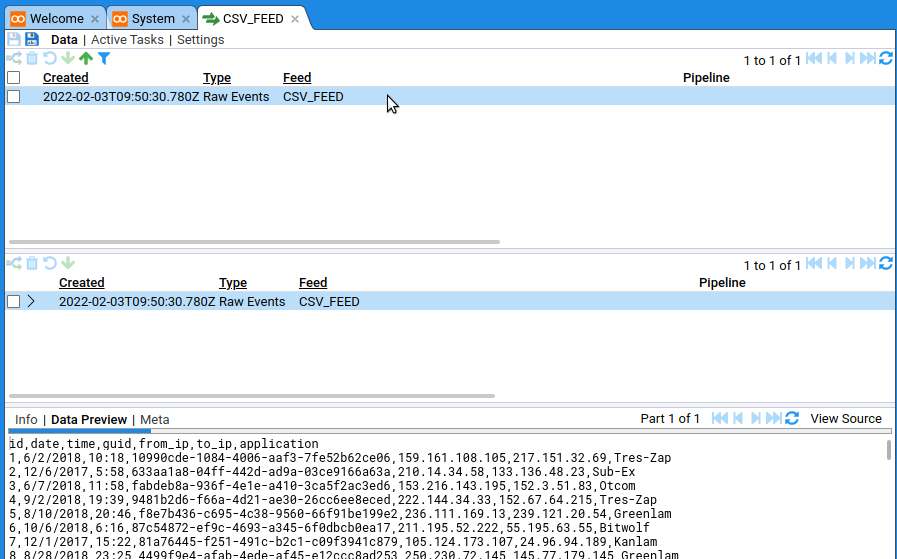 Welcome × System × CSV_FEED ×
Data | Active Tasks | Settings
1 to 1 of 1
Created Type Feed Pipeline
2022-02-03T09:50:30.780Z Raw Events CSV_FEED
1 to 1 of 1
Created Type Feed Pipeline
2022-02-03T09:50:30.780Z Raw Events CSV_FEED
Info | Data Preview | Meta Part 1 of 1 View Source
id,date,time,guid,from_ip,to_ip,application
1,6/2/2018,10:18,10990cde-1084-4006-aaf3-7fe52b62ce06,159.161.108.105,217.151.32.69,Tres-Zap
2,12/6/2017,5:58,633aa1a8-04ff-442d-ad9a-03ce9166a63a,210.14.34.58,133.136.48.23,Sub-Ex
3,6/7/2018,11:58,fabdeb8a-936f-4e1e-a410-3ca5f2ac3ed6,153.216.143.195,152.3.51.83,Otcom
4,9/2/2018,19:39,9481b2d6-f66a-4d21-ae30-26cc6ee8eced,222.144.34.33,152.67.64.215,Tres-Zap
5,8/10/2018,20:46,f8e7b436-c695-4c38-9560-66f91be199e2,236.111.169.13,239.121.20.54,Greenlam
6,10/6/2018,6:16,87c54872-ef9c-4693-a345-6f0dbcb0ea17,211.195.52.222,55.195.63.55,Bitwolf
7,12/1/2017,15:22,81a76445-f251-491c-b2c1-c09f3941c879,105.124.173.107,24.96.94.189,Kanlam
8,8/28/2018,23:25,4499f9e4-afab-4ede-af45-e12ccc8ad253,250.230.72.145,145.77.179.145,Greenlam